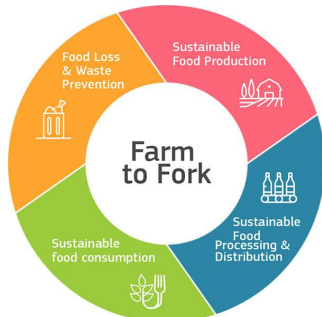 Food Loss
& Waste
Prevention
Sustainable
Food Production
Farm
to Fork
Sustainable
Food
Processing &
Distribution
Sustainable
food consumption